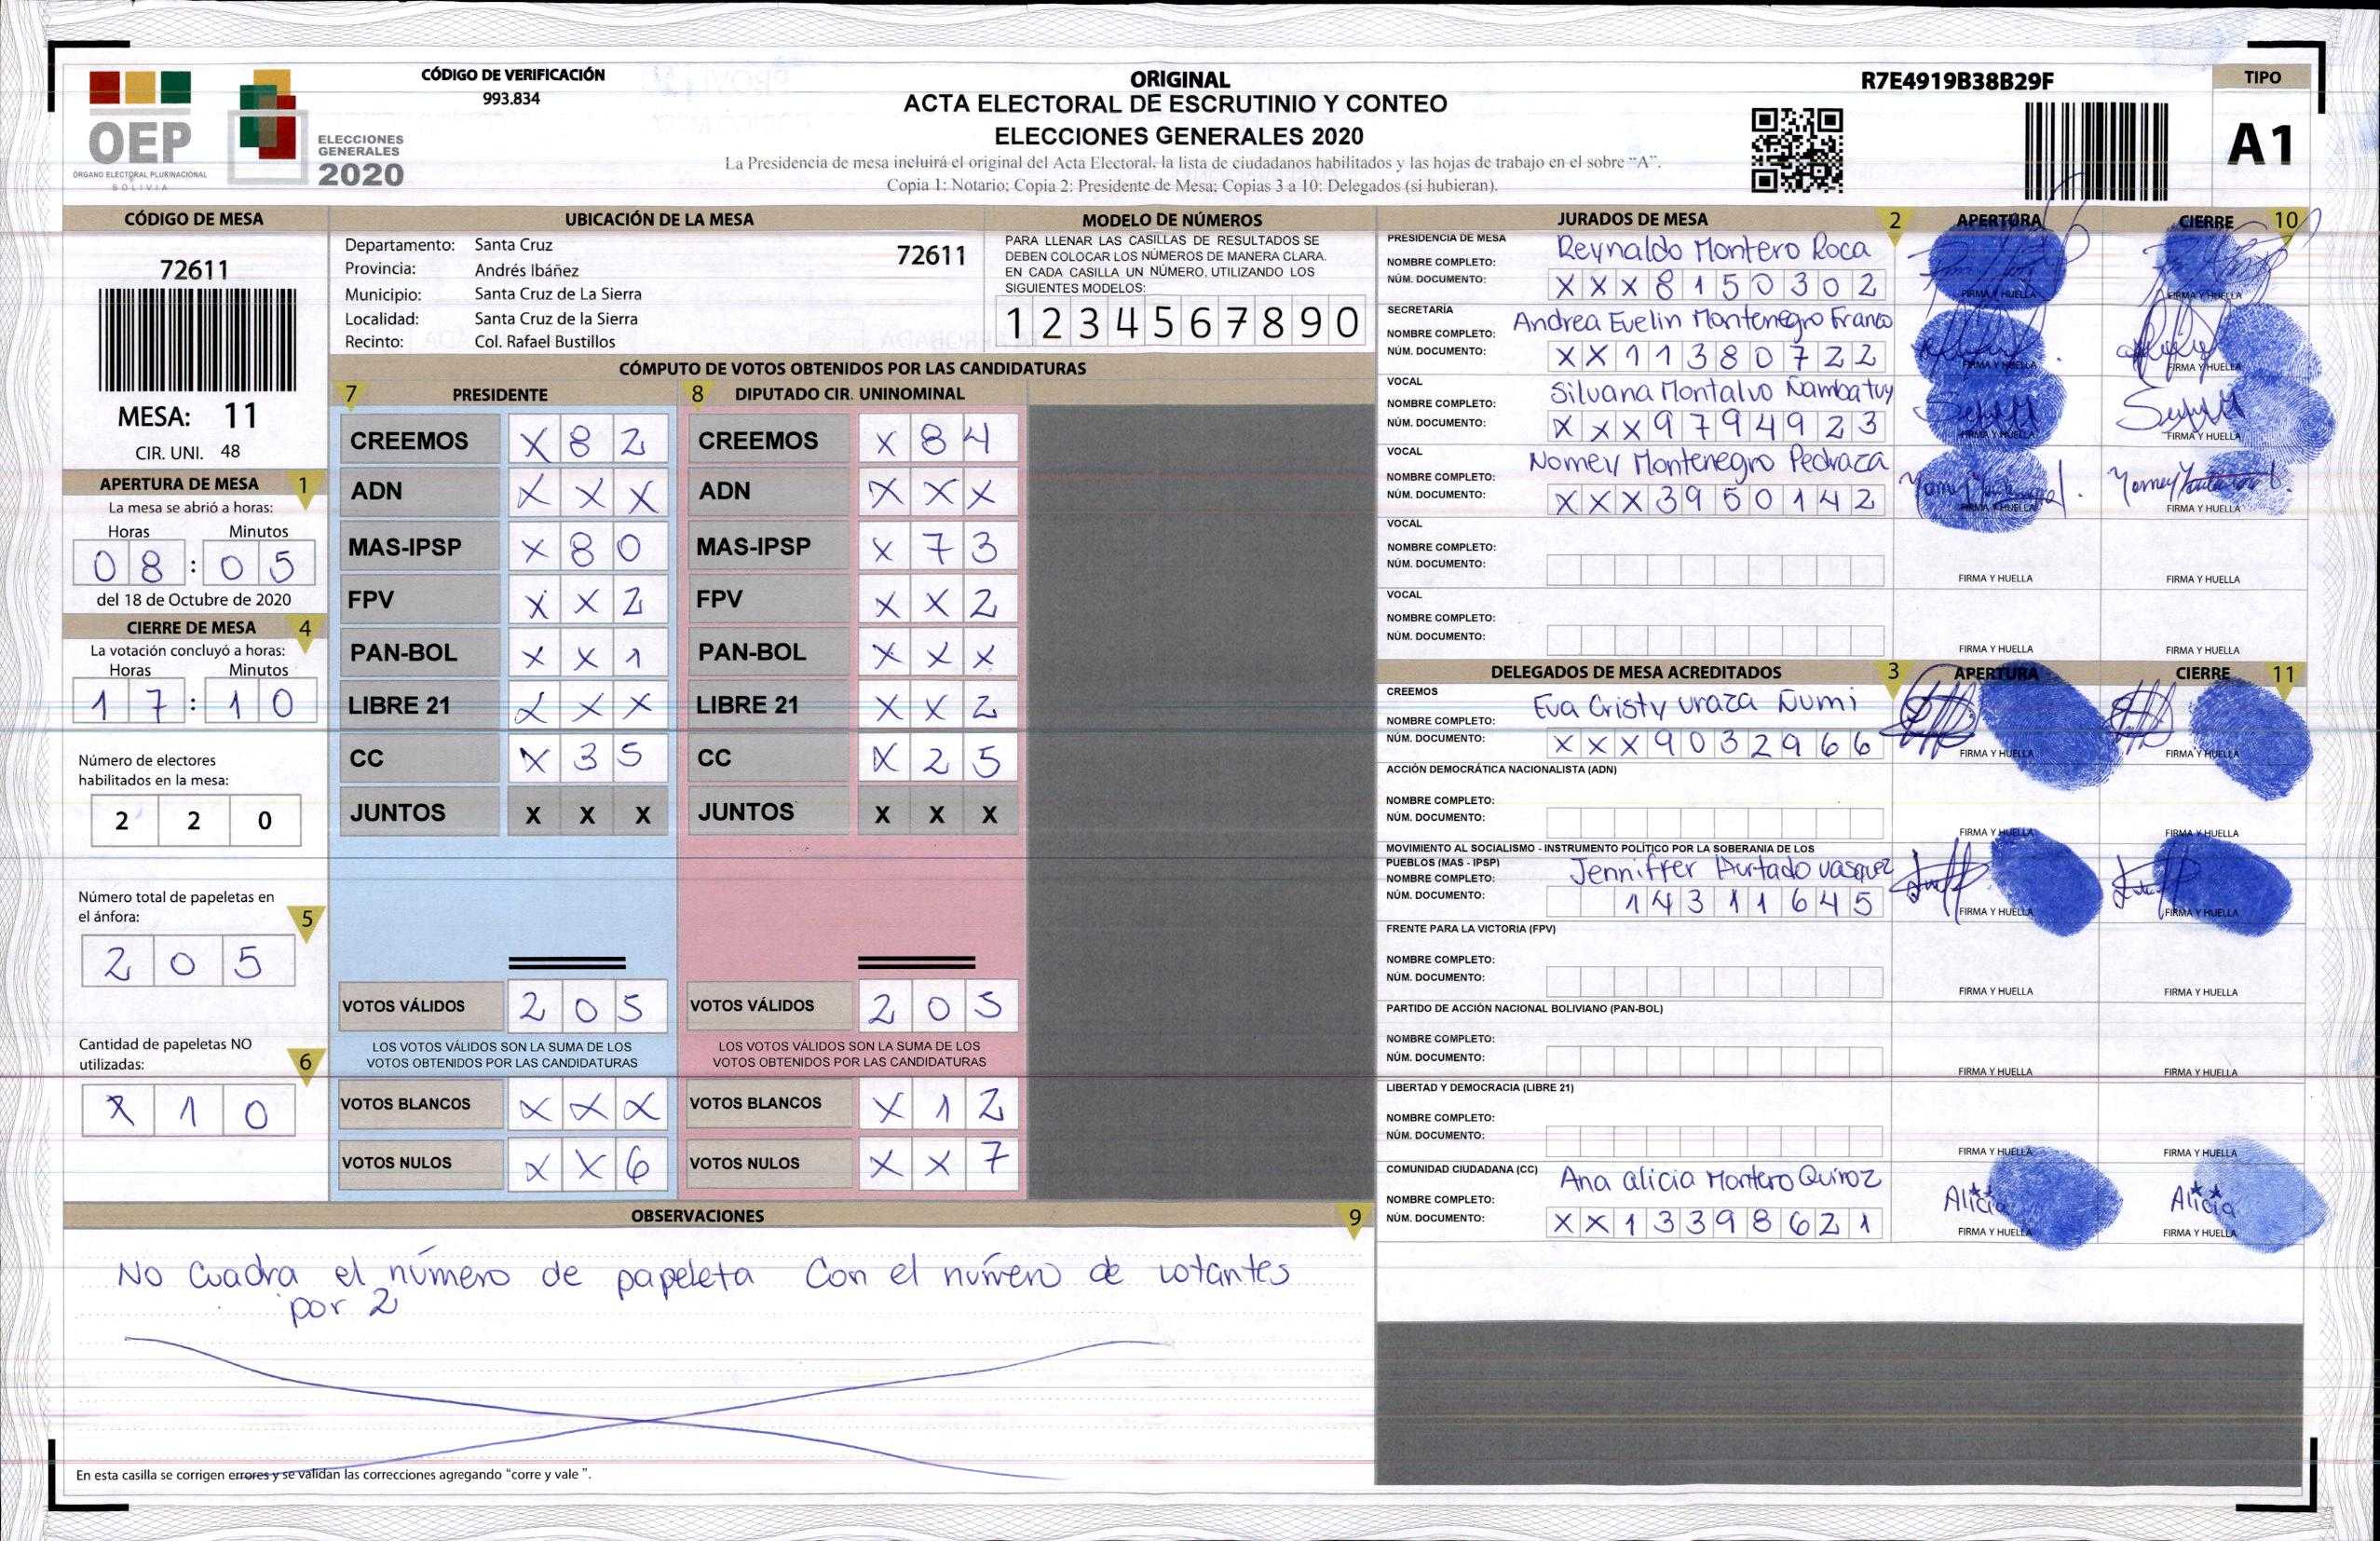 OEP
ÓRGANO ELECTORAL PLURINACIONAL
BOLIVIA
ELECCIONES
GENERALES
2020
CÓDIGO DE VERIFICACIÓN
993.834
ORIGINAL
ACTA ELECTORAL DE ESCRUTINIO Y CONTEO
ELECCIONES GENERALES 2020
La Presidencia de mesa incluirá el original del Acta Electoral, la lista de ciudadanos habilitados y las hojas de trabajo en el sobre “A”.
Copia 1: Notario; Copia 2: Presidente de Mesa; Copias 3 a 10: Delegados (si hubieran).
R7E4919B38B29F
TIPO
A1
CÓDIGO DE MESA
72611
MESA: 11
CIR. UNI. 48
APERTURA DE MESA 1
La mesa se abrió a horas:
Horas Minutos
08:05
del 18 de Octubre de 2020
CIERRE DE MESA 4
La votación concluyó a horas:
Horas Minutos
17:10
Número de electores
habilitados en la mesa:
2 2 0
Número total de papeletas en
el ánfora: 5
2 0 5
Cantidad de papeletas NO
utilizadas: 6
X 1 0
UBICACIÓN DE LA MESA
Departamento: Santa Cruz 72611
Provincia: Andrés Ibáñez
Municipio: Santa Cruz de La Sierra
Localidad: Santa Cruz de la Sierra
Recinto: Col. Rafael Bustillos
MODELO DE NÚMEROS
PARA LLENAR LAS CASILLAS DE RESULTADOS SE
DEBEN COLOCAR LOS NÚMEROS DE MANERA CLARA.
EN CADA CASILLA UN NÚMERO, UTILIZANDO LOS
SIGUIENTES MODELOS:
1 2 3 4 5 6 7 8 9 0
CÓMPUTO DE VOTOS OBTENIDOS POR LAS CANDIDATURAS
7 PRESIDENTE
CREEMOS X 8 2
ADN X X X
MAS-IPSP X 8 0
FPV X X 2
PAN-BOL X X 1
LIBRE 21 X X X
CC X 3 5
JUNTOS X X X
VOTOS VÁLIDOS 2 0 5
LOS VOTOS VÁLIDOS SON LA SUMA DE LOS
VOTOS OBTENIDOS POR LAS CANDIDATURAS
VOTOS BLANCOS X X X
VOTOS NULOS X X 6
8 DIPUTADO CIR. UNINOMINAL
CREEMOS X 8 4
ADN X X X
MAS-IPSP X 7 3
FPV X X 2
PAN-BOL X X X
LIBRE 21 X X 2
CC X 2 5
JUNTOS X X X
VOTOS VÁLIDOS 2 0 5
LOS VOTOS VÁLIDOS SON LA SUMA DE LOS
VOTOS OBTENIDOS POR LAS CANDIDATURAS
VOTOS BLANCOS X 1 2
VOTOS NULOS X X 7
OBSERVACIONES 9
No Cuadra el número de papeleta Con el número de votantes
por 2
En esta casilla se corrigen errores y se validan las correcciones agregando “corre y vale”.
JURADOS DE MESA 2 APERTURA CIERRE 10
PRESIDENCIA DE MESA
NOMBRE COMPLETO: Reynaldo Montero Roca
NÚM. DOCUMENTO: X X X 8 1 5 0 3 0 2
FIRMA Y HUELLA FIRMA Y HUELLA
SECRETARÍA
NOMBRE COMPLETO: Andrea Evelin Montenegro Franco
NÚM. DOCUMENTO: X X 1 1 3 8 0 7 2 2
FIRMA Y HUELLA FIRMA Y HUELLA
VOCAL
NOMBRE COMPLETO: Silvana Montalvo Ñambatuy
NÚM. DOCUMENTO: X X X 9 7 9 4 9 2 3
FIRMA Y HUELLA FIRMA Y HUELLA
VOCAL
NOMBRE COMPLETO: Nomey Montenegro Pedraza
NÚM. DOCUMENTO: X X X 3 9 5 0 1 4 2
FIRMA Y HUELLA FIRMA Y HUELLA
VOCAL
NOMBRE COMPLETO:
NÚM. DOCUMENTO:
FIRMA Y HUELLA FIRMA Y HUELLA
VOCAL
NOMBRE COMPLETO:
NÚM. DOCUMENTO:
FIRMA Y HUELLA FIRMA Y HUELLA
DELEGADOS DE MESA ACREDITADOS 3 APERTURA CIERRE 11
CREEMOS
NOMBRE COMPLETO: Eva Cristy uraza Ñumi
NÚM. DOCUMENTO: X X X 9 0 3 2 9 6 6
FIRMA Y HUELLA FIRMA Y HUELLA
ACCIÓN DEMOCRÁTICA NACIONALISTA (ADN)
NOMBRE COMPLETO:
NÚM. DOCUMENTO:
FIRMA Y HUELLA FIRMA Y HUELLA
MOVIMIENTO AL SOCIALISMO - INSTRUMENTO POLÍTICO POR LA SOBERANIA DE LOS
PUEBLOS (MAS - IPSP)
NOMBRE COMPLETO: Jenniffer Hurtado vasquez
NÚM. DOCUMENTO: 1 4 3 1 1 6 4 5
FIRMA Y HUELLA FIRMA Y HUELLA
FRENTE PARA LA VICTORIA (FPV)
NOMBRE COMPLETO:
NÚM. DOCUMENTO:
FIRMA Y HUELLA FIRMA Y HUELLA
PARTIDO DE ACCIÓN NACIONAL BOLIVIANO (PAN-BOL)
NOMBRE COMPLETO:
NÚM. DOCUMENTO:
FIRMA Y HUELLA FIRMA Y HUELLA
LIBERTAD Y DEMOCRACIA (LIBRE 21)
NOMBRE COMPLETO:
NÚM. DOCUMENTO:
FIRMA Y HUELLA FIRMA Y HUELLA
COMUNIDAD CIUDADANA (CC)
NOMBRE COMPLETO: Ana alicia Montero Quiroz
NÚM. DOCUMENTO: X X 1 3 3 9 8 6 2 1
Alicia Alicia
FIRMA Y HUELLA FIRMA Y HUELLA